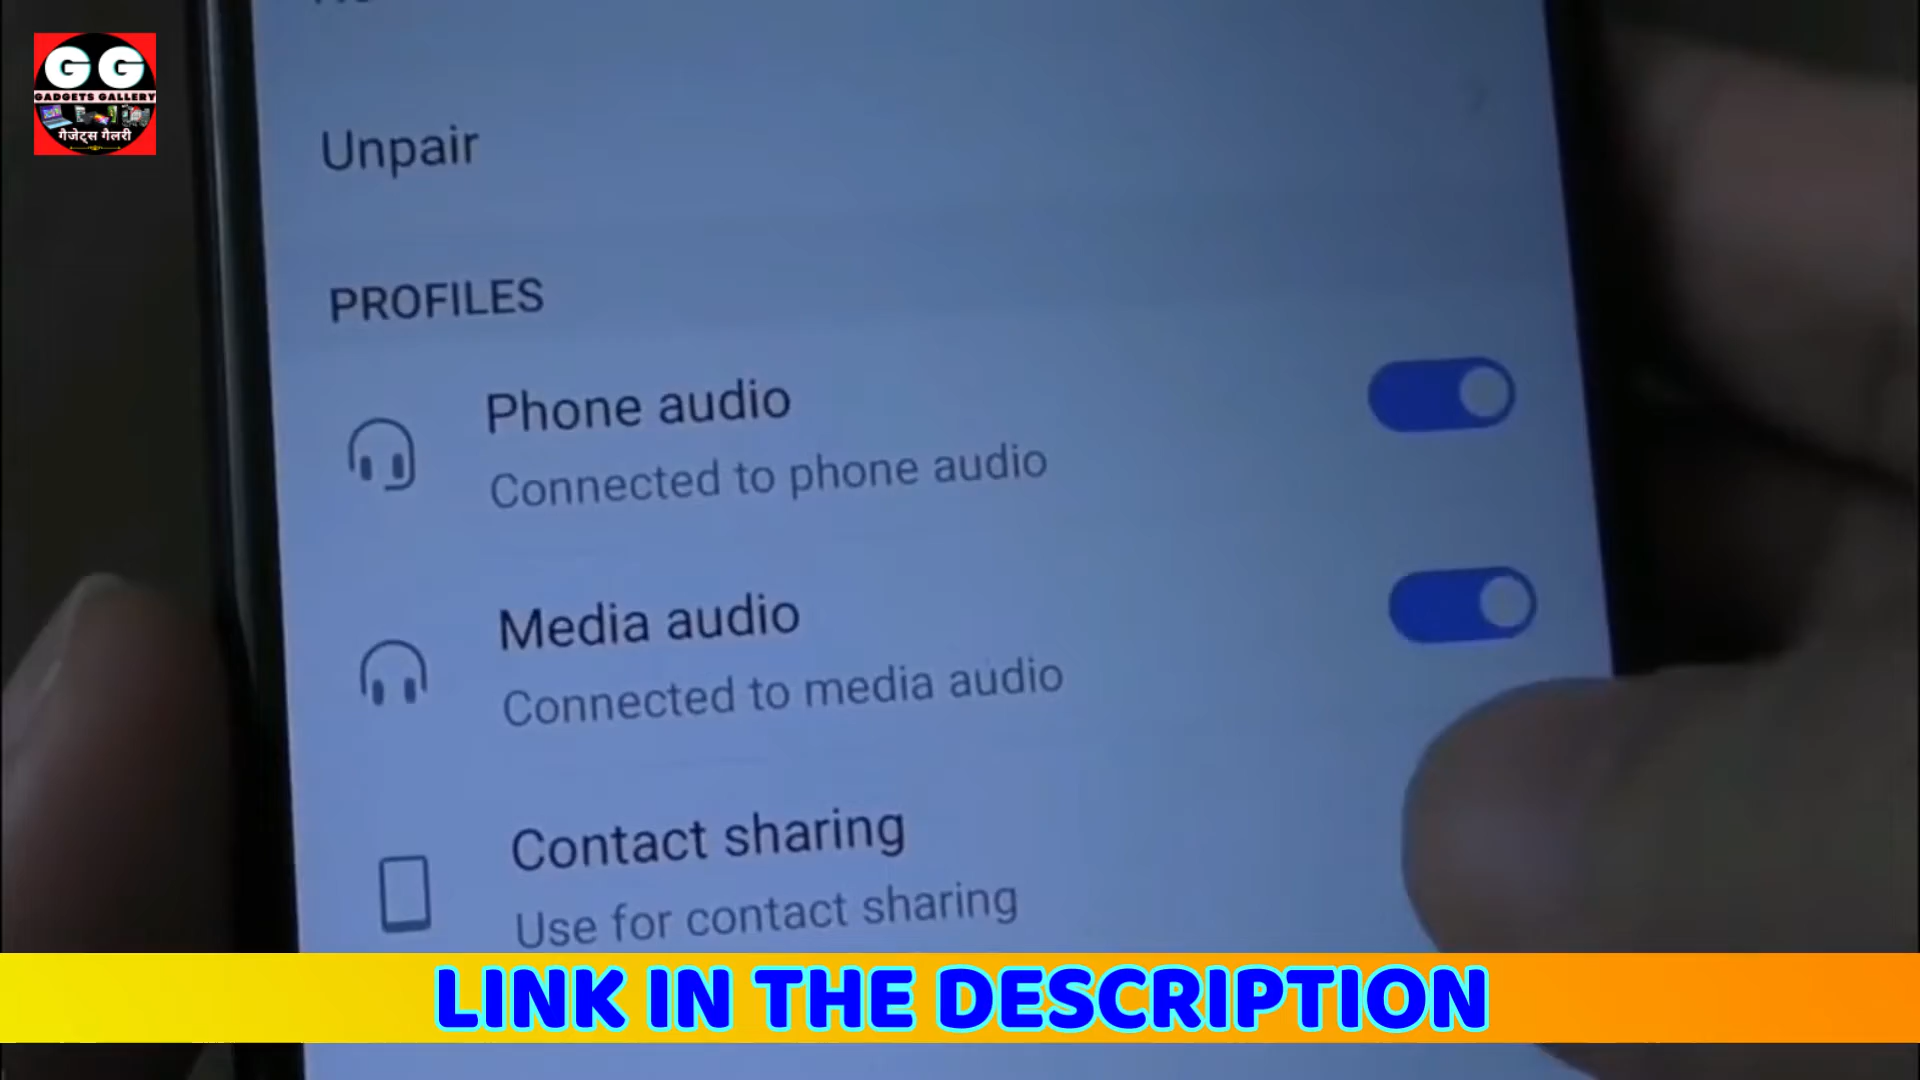 GG
GADGETS GALLERY
गैजेट्स गैलरी
Unpair
PROFILES
Phone audio
Connected to phone audio
Media audio
Connected to media audio
Contact sharing
Use for contact sharing
LINK IN THE DESCRIPTION